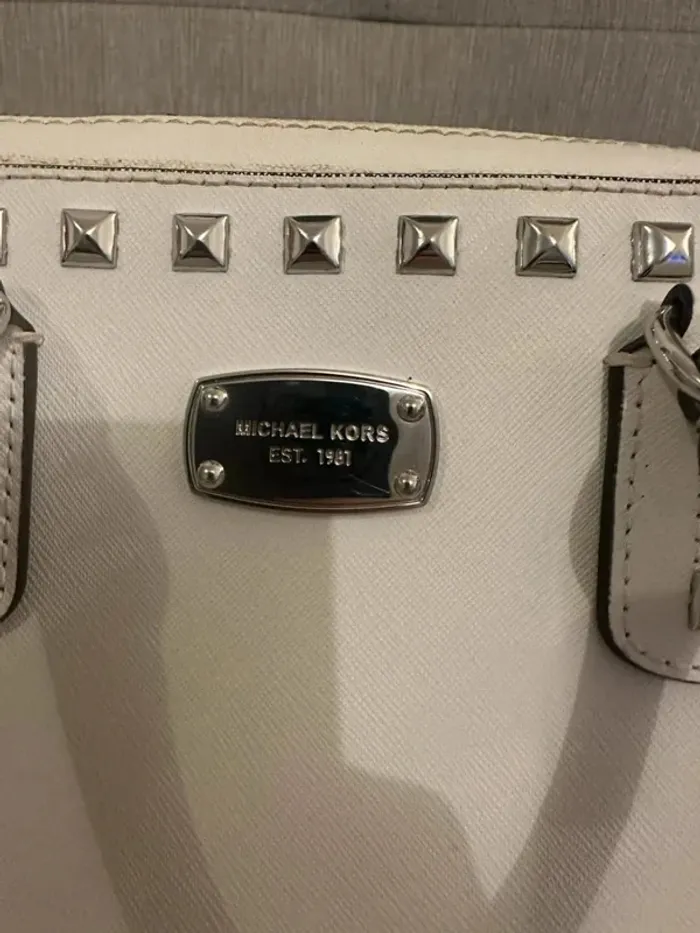 MICHAEL KORS
EST. 1981